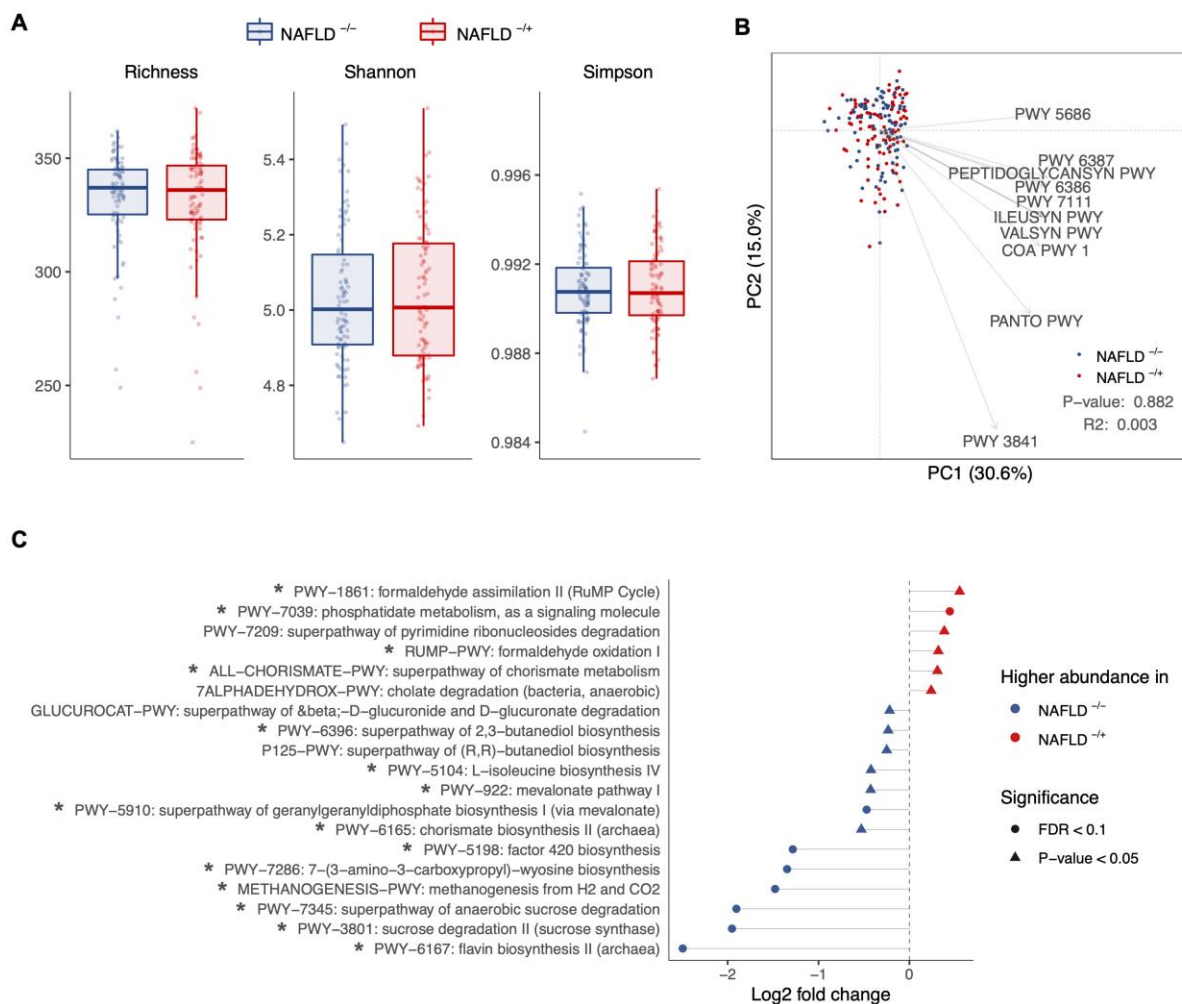 A
NAFLD −/−
NAFLD −/+
Richness
Shannon
Simpson
350
300
250
5.4
5.2
5.0
4.8
0.996
0.992
0.988
0.984
B
PWY 5686
PWY 6387
PEPTIDOGLYCANSYN PWY
PWY 6386
PWY 7111
ILEUSYN PWY
VALSYN PWY
COA PWY 1
PANTO PWY
NAFLD −/−
NAFLD −/+
P−value: 0.882
R2: 0.003
PWY 3841
PC2 (15.0%)
PC1 (30.6%)
C
* PWY−1861: formaldehyde assimilation II (RuMP Cycle)
* PWY−7039: phosphatidate metabolism, as a signaling molecule
PWY−7209: superpathway of pyrimidine ribonucleosides degradation
* RUMP−PWY: formaldehyde oxidation I
* ALL−CHORISMATE−PWY: superpathway of chorismate metabolism
7ALPHADEHYDROX−PWY: cholate degradation (bacteria, anaerobic)
GLUCUROCAT−PWY: superpathway of &beta;−D−glucuronide and D−glucuronate degradation
* PWY−6396: superpathway of 2,3−butanediol biosynthesis
P125−PWY: superpathway of (R,R)−butanediol biosynthesis
* PWY−5104: L−isoleucine biosynthesis IV
* PWY−922: mevalonate pathway I
* PWY−5910: superpathway of geranylgeranyldiphosphate biosynthesis I (via mevalonate)
* PWY−6165: chorismate biosynthesis II (archaea)
* PWY−5198: factor 420 biosynthesis
* PWY−7286: 7−(3−amino−3−carboxypropyl)−wyosine biosynthesis
* METHANOGENESIS−PWY: methanogenesis from H2 and CO2
* PWY−7345: superpathway of anaerobic sucrose degradation
* PWY−3801: sucrose degradation II (sucrose synthase)
* PWY−6167: flavin biosynthesis II (archaea)
−2
−1
0
Log2 fold change
Higher abundance in
NAFLD −/−
NAFLD −/+
Significance
FDR < 0.1
P−value < 0.05